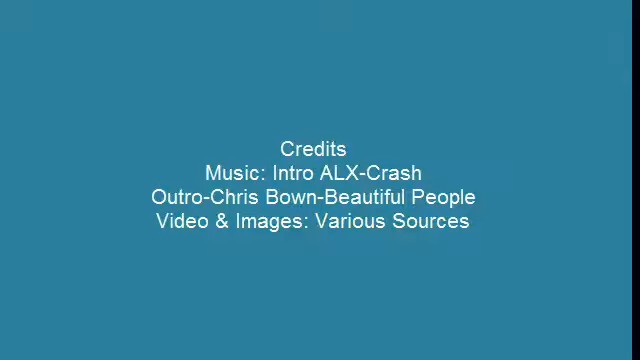 Credits
Music: Intro ALX-Crash
Outro-Chris Bown-Beautiful People
Video & Images: Various Sources